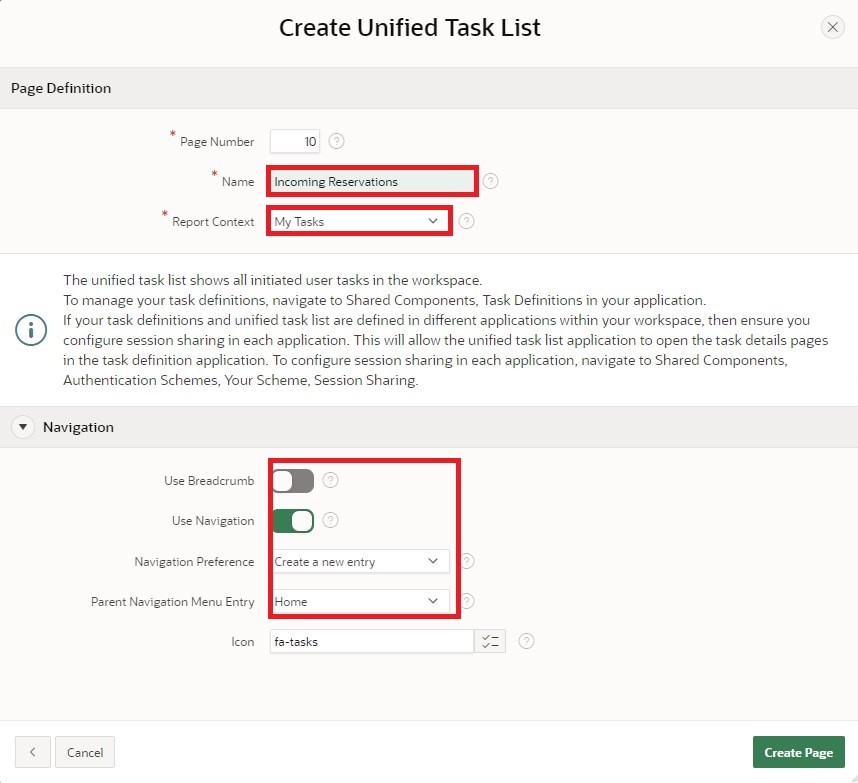 Create Unified Task List
Page Definition
* Page Number 10 ?
* Name Incoming Reservations ?
* Report Context My Tasks ?
The unified task list shows all initiated user tasks in the workspace.
To manage your task definitions, navigate to Shared Components, Task Definitions in your application.
If your task definitions and unified task list are defined in different applications within your workspace, then ensure you
configure session sharing in each application. This will allow the unified task list application to open the task details pages
in the task definition application. To configure session sharing in each application, navigate to Shared Components,
Authentication Schemes, Your Scheme, Session Sharing.
Navigation
Use Breadcrumb ?
Use Navigation ?
Navigation Preference Create a new entry ?
Parent Navigation Menu Entry Home ?
Icon fa-tasks ?
Cancel Create Page